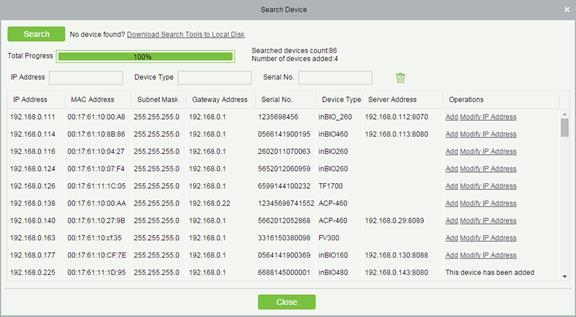 Search Device
Search No device found? Download Search Tools to Local Disk
Total Progress 100% Searched devices count:86
Number of devices added:4
IP Address Device Type Serial No.
IP Address MAC Address Subnet Mask Gateway Address Serial No. Device Type Server Address Operations
192.168.0.111 00:17:61:10:00:A8 255.255.255.0 192.168.0.1 1235698456 inBIO_260 192.168.0.112:8070 Add Modify IP Address
192.168.0.114 00:17:61:10:8B:86 255.255.255.0 192.168.0.1 05661141900195 inBIO460 192.168.0.113:8080 Add Modify IP Address
192.168.0.116 00:17:61:10:04:27 255.255.255.0 192.168.0.1 2602011070063 inBIO260 Add Modify IP Address
192.168.0.124 00:17:61:10:07:F4 255.255.255.0 192.168.0.1 5652012060959 inBIO260 Add Modify IP Address
192.168.0.126 00:17:61:11:1C:05 255.255.255.0 192.168.0.1 6599144100232 TF1700 Add Modify IP Address
192.168.0.138 00:17:61:10:00:AA 255.255.255.0 192.168.0.22 12345698741552 ACP-460 Add Modify IP Address
192.168.0.140 00:17:61:10:27:9B 255.255.255.0 192.168.0.1 5662012052868 ACP-460 192.168.0.29:8089 Add Modify IP Address
192.168.0.163 00:17:61:10:cf:35 255.255.255.0 192.168.0.1 3316150380098 FV300 Add Modify IP Address
192.168.0.177 00:17:61:10:CF:7E 255.255.255.0 192.168.0.1 0564141900369 inBIO160 192.168.0.130:8088 Add Modify IP Address
192.168.0.225 00:17:61:11:1D:95 255.255.255.0 192.168.0.1 6688145000001 inBIO480 192.168.0.143:8080 This device has been added
Close